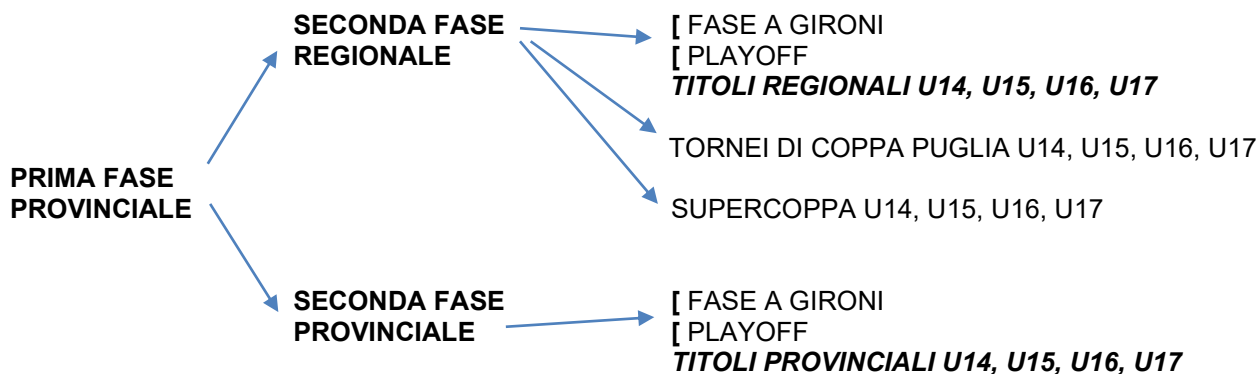 PRIMA FASE
PROVINCIALE
SECONDA FASE
REGIONALE
[ FASE A GIRONI
[ PLAYOFF
TITOLI REGIONALI U14, U15, U16, U17
TORNEI DI COPPA PUGLIA U14, U15, U16, U17
SUPERCOPPA U14, U15, U16, U17
SECONDA FASE
PROVINCIALE
[ FASE A GIRONI
[ PLAYOFF
TITOLI PROVINCIALI U14, U15, U16, U17